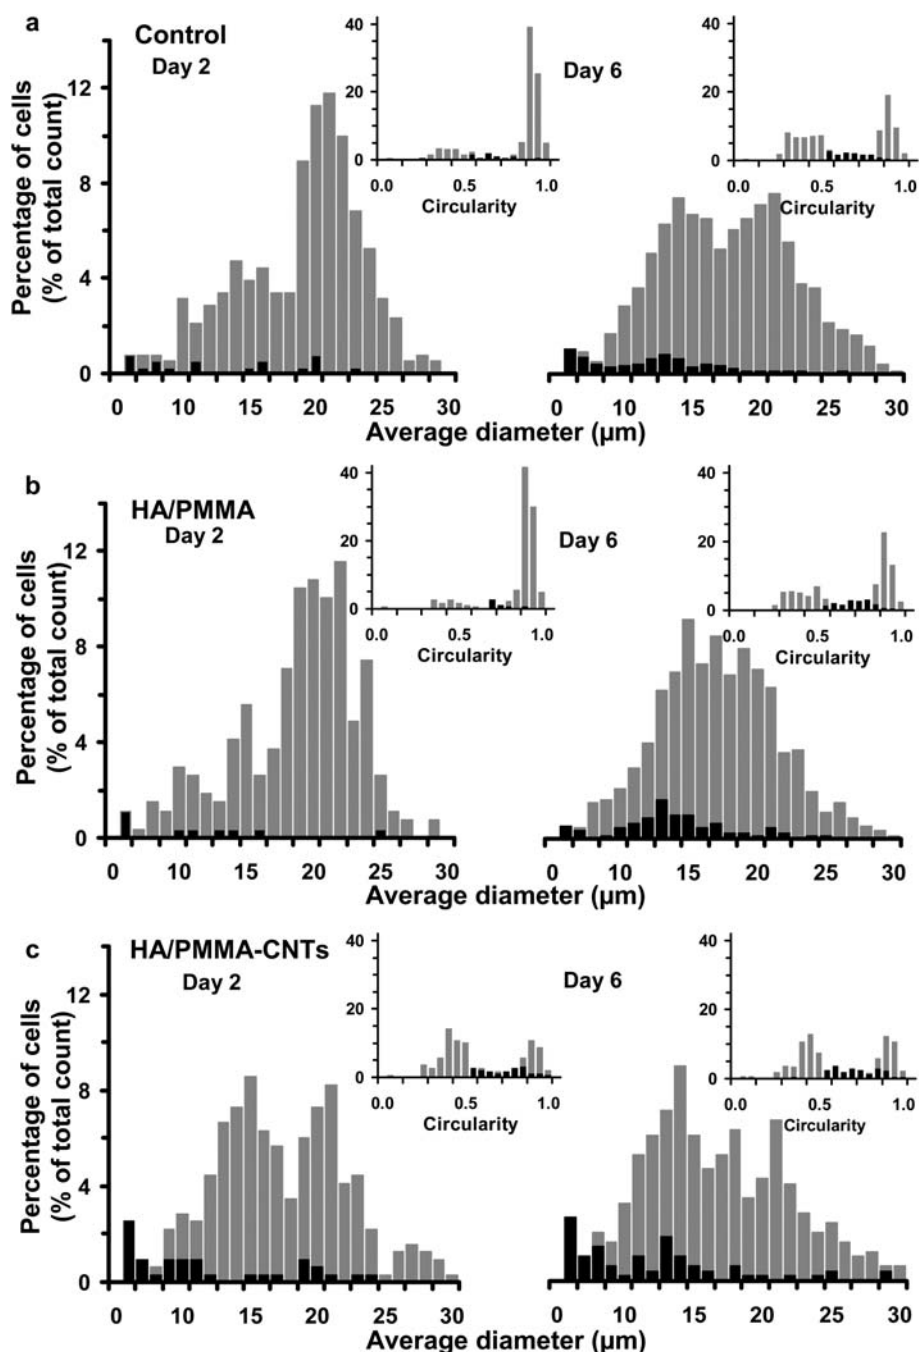 a
Control
Day 2
Day 6
Percentage of cells
(% of total count)
12
8
4
0
0 10 15 20 25 30
Average diameter (µm)
0 10 15 20 25 30
40
20
0
0.0 0.5 1.0
Circularity
40
20
0
0.0 0.5 1.0
Circularity
b
HA/PMMA
Day 2
Day 6
Percentage of cells
(% of total count)
12
8
4
0
0 10 15 20 25 30
Average diameter (µm)
0 10 15 20 25 30
40
20
0
0.0 0.5 1.0
Circularity
40
20
0
0.0 0.5 1.0
Circularity
c
HA/PMMA-CNTs
Day 2
Day 6
Percentage of cells
(% of total count)
12
8
4
0
0 10 15 20 25 30
Average diameter (µm)
0 10 15 20 25 30
40
20
0
0.0 0.5 1.0
Circularity
40
20
0
0.0 0.5 1.0
Circularity